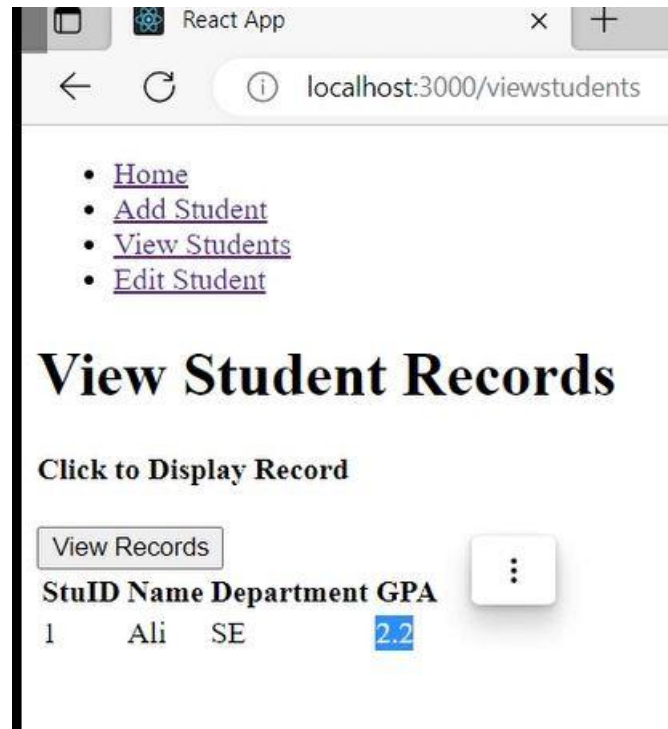 React App
localhost:3000/viewstudents
Home
Add Student
View Students
Edit Student
View Student Records
Click to Display Record
View Records
StuID Name Department GPA
1 Ali SE 2.2